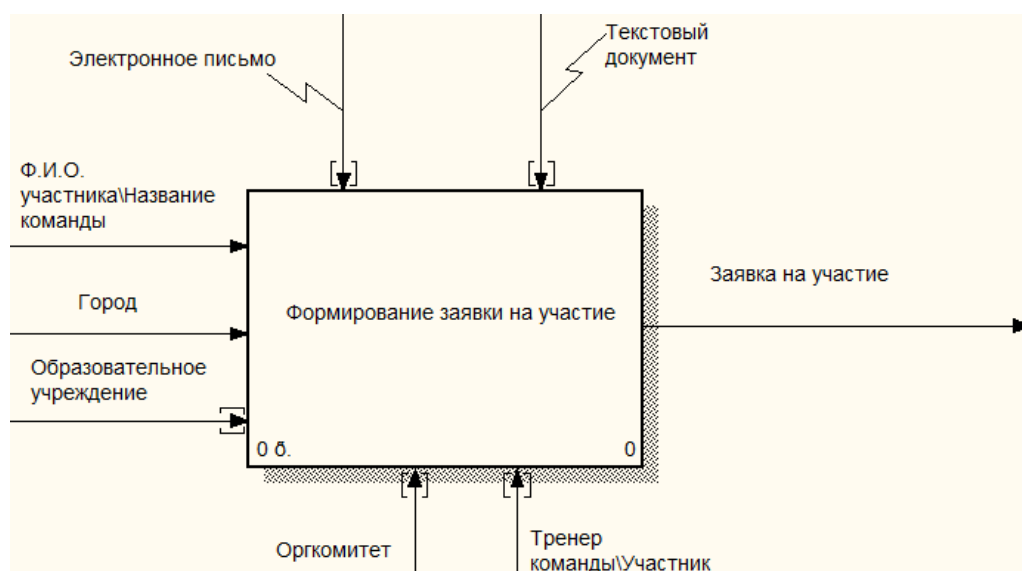 Электронное письмо
Текстовый
документ
Ф.И.О.
участника\Название
команды
Город
Образовательное
учреждение
Формирование заявки на участие
0 р.
0
Заявка на участие
Оргкомитет
Тренер
команды\Участник